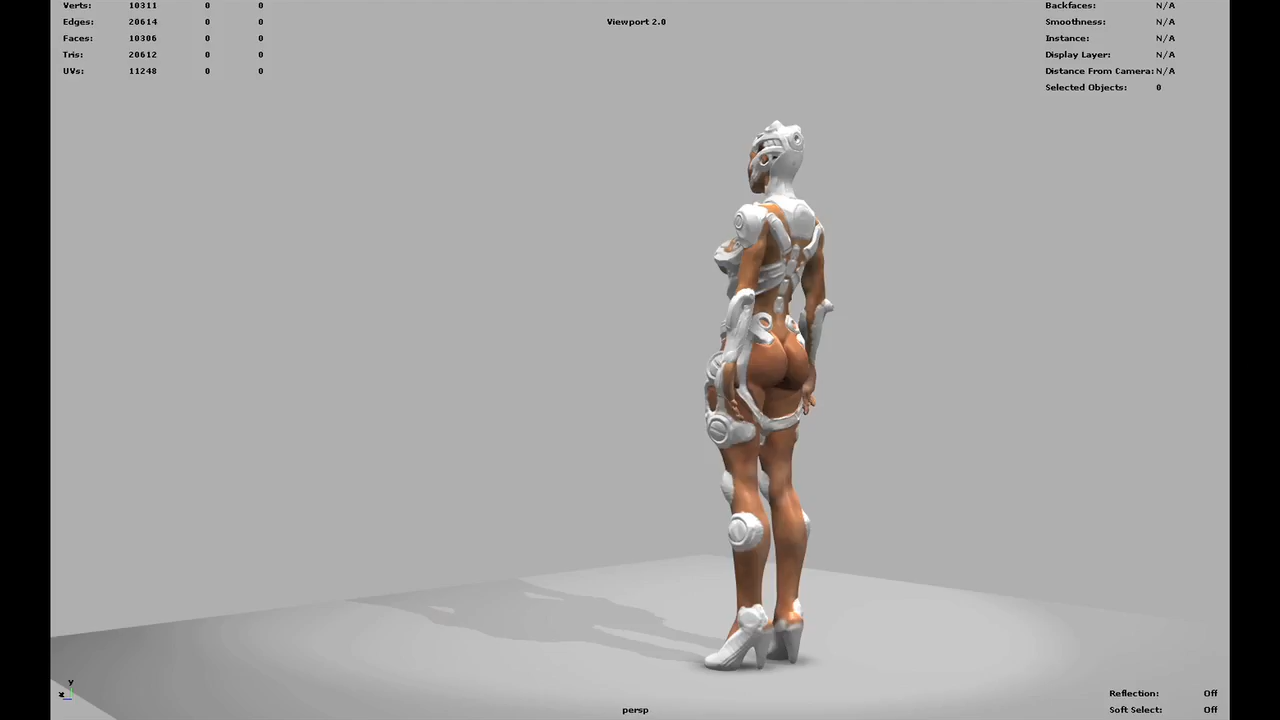 Verts: 10311 0 0
Edges: 20614 0 0
Faces: 10306 0 0
Tris: 20612 0 0
UVs: 11248 0 0
Viewport 2.0
Backfaces: N/A
Smoothness: N/A
Instance: N/A
Display Layer: N/A
Distance From Camera: N/A
Selected Objects: 0
y
x
persp
Reflection: Off
Soft Select: Off